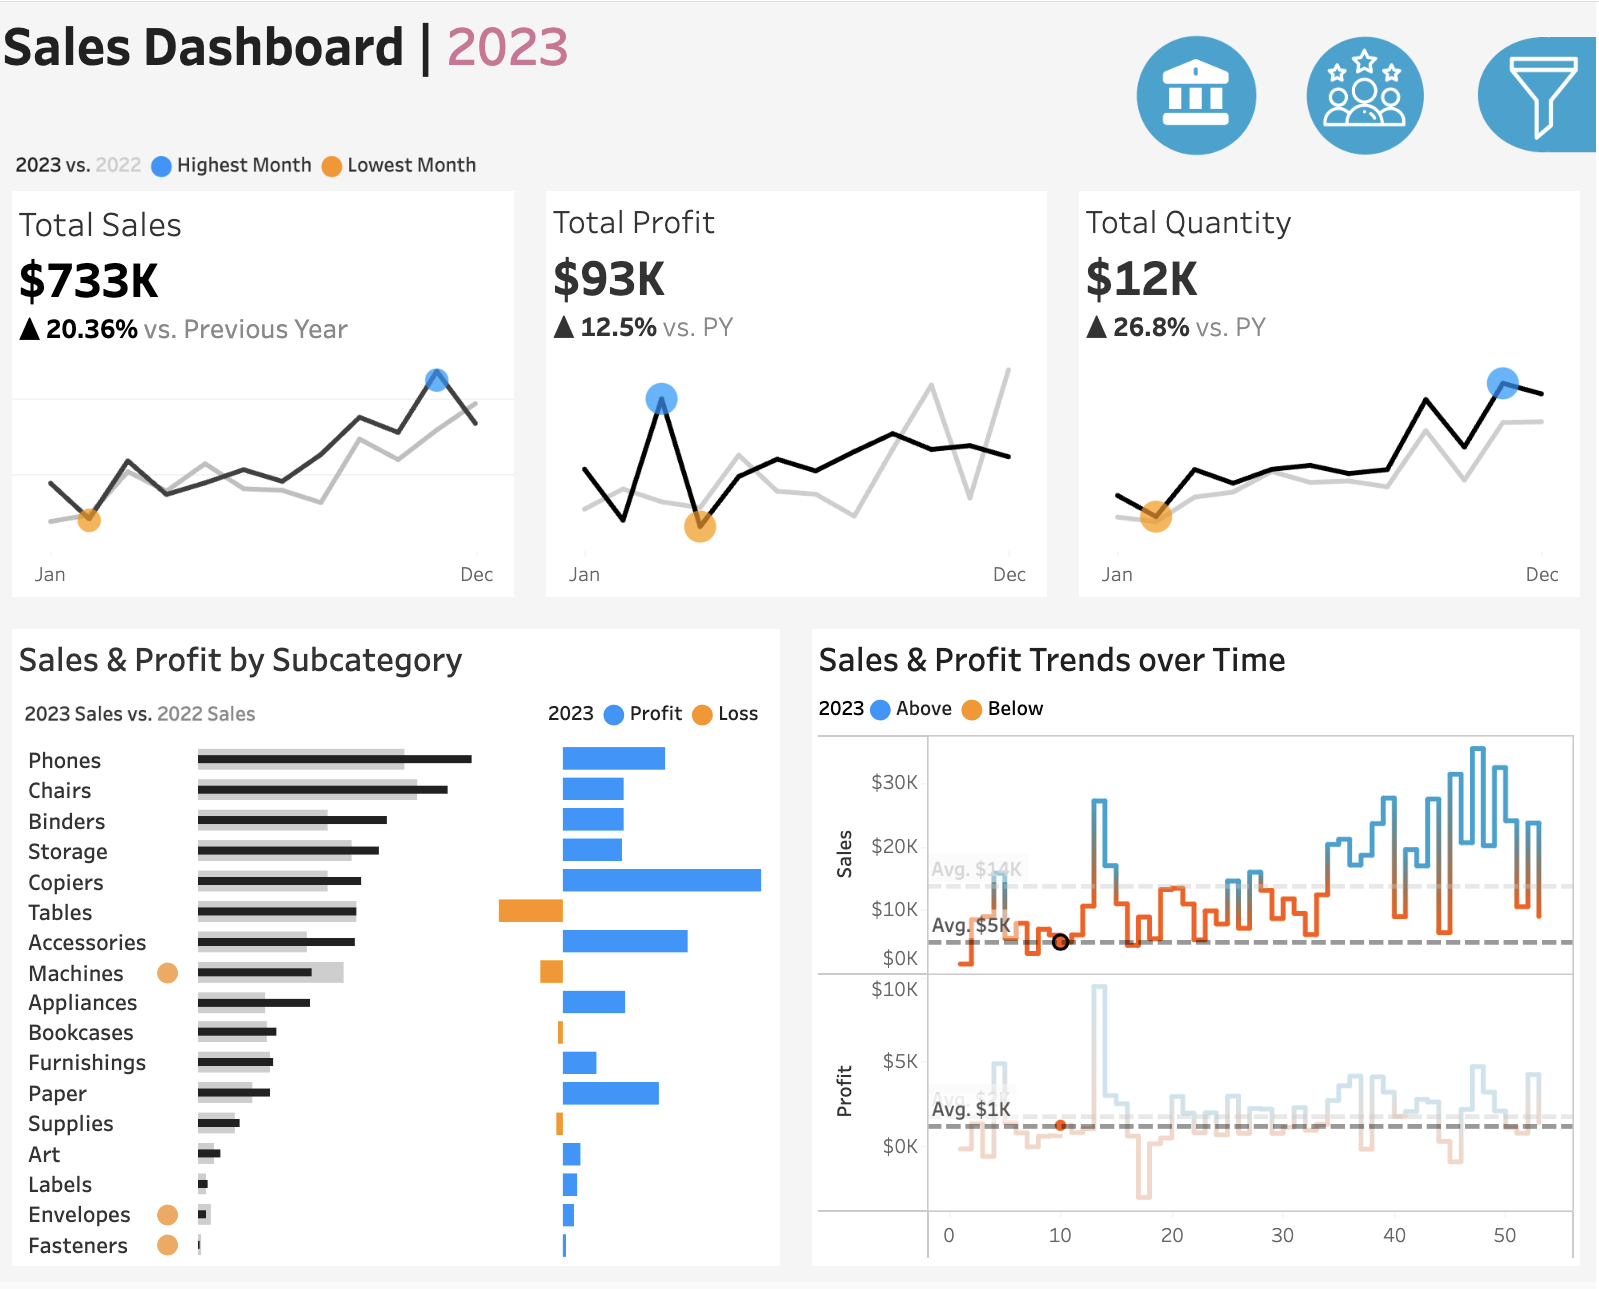 Sales Dashboard | 2023
2023 vs. 2022 Highest Month Lowest Month
Total Sales
$733K
▲ 20.36% vs. Previous Year
Jan Dec
Total Profit
$93K
▲ 12.5% vs. PY
Jan Dec
Total Quantity
$12K
▲ 26.8% vs. PY
Jan Dec
Sales & Profit by Subcategory
2023 Sales vs. 2022 Sales
2023 Profit Loss
Phones
Chairs
Binders
Storage
Copiers
Tables
Accessories
Machines
Appliances
Bookcases
Furnishings
Paper
Supplies
Art
Labels
Envelopes
Fasteners
Sales & Profit Trends over Time
2023 Above Below
Sales
$30K
$20K
$10K
$0K
Avg. $14K
Avg. $5K
Profit
$10K
$5K
$0K
Avg. $1K
0 10 20 30 40 50